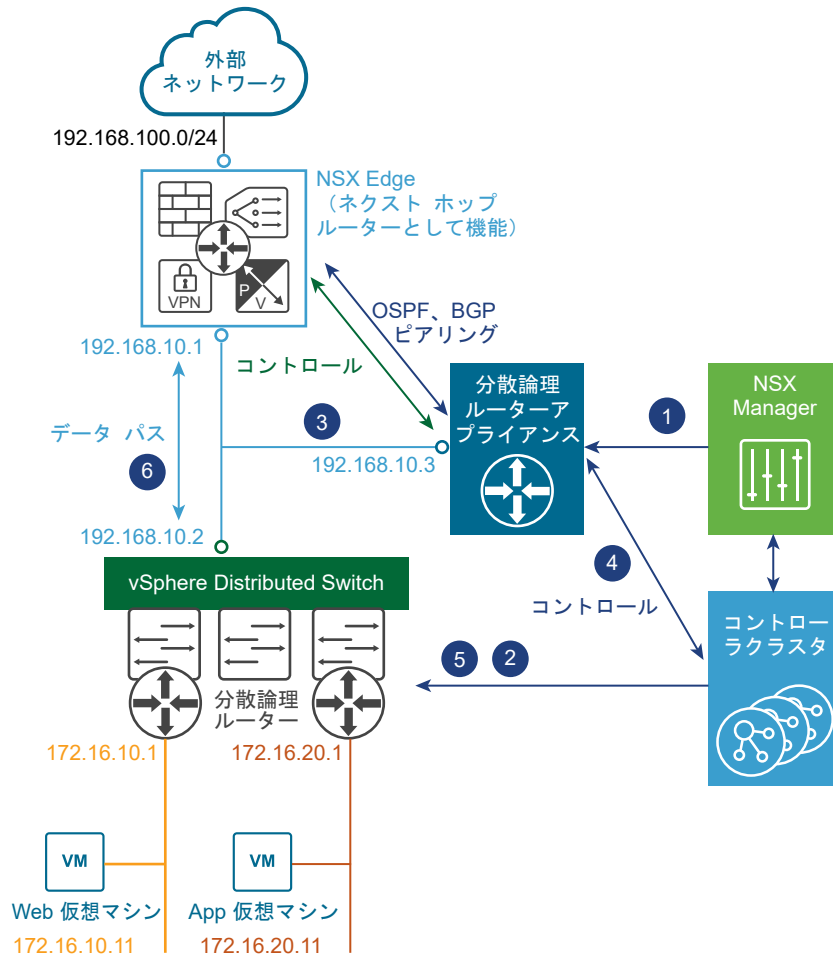 外部
ネットワーク
192.168.100.0/24
NSX Edge
（ネクスト ホップ
ルーターとして機能）
VPN
P
V
OSPF、BGP
ピアリング
192.168.10.1
コントロール
データ パス
6
3
192.168.10.3
分散論理
ルーターア
プライアンス
1
NSX
Manager
192.168.10.2
vSphere Distributed Switch
4
コントロール
コントロー
ラクラスタ
5
2
分散論理
ルーター
172.16.10.1
172.16.20.1
VM
VM
Web 仮想マシン
App 仮想マシン
172.16.10.11
172.16.20.11